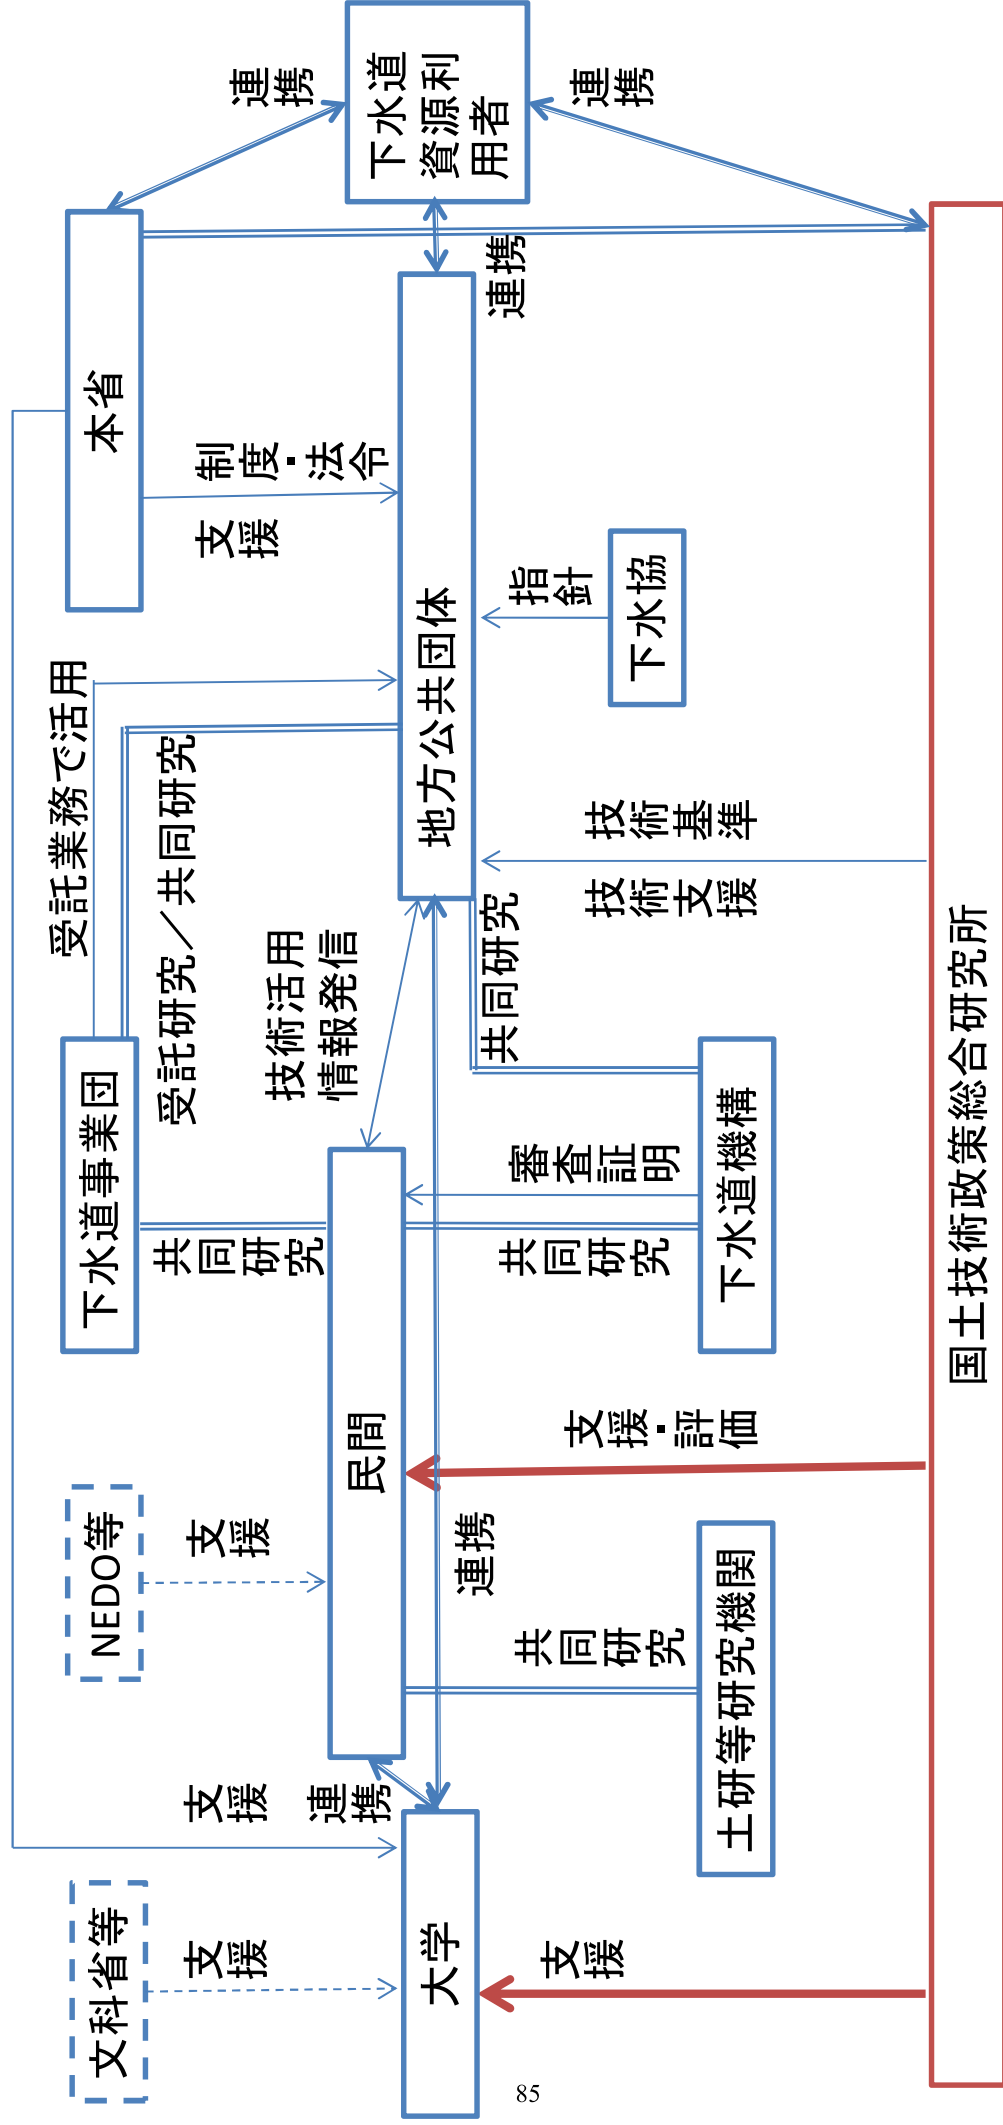 文科省等
NEDO等
下水道事業団
本省
受託業務で活用
受託研究／共同研究
支援
支援
支援
共同研究
支援
制度・法令
連携
連携
技術活用
情報発信
民間
大学
地方公共団体
下水道
資源利
用者
連携
共同研究
連携
共同研究
共同研究
審査証明
指針
支援
支援・評価
技術支援
技術基準
連携
土研等研究機関
下水道機構
下水協
国土技術政策総合研究所
85